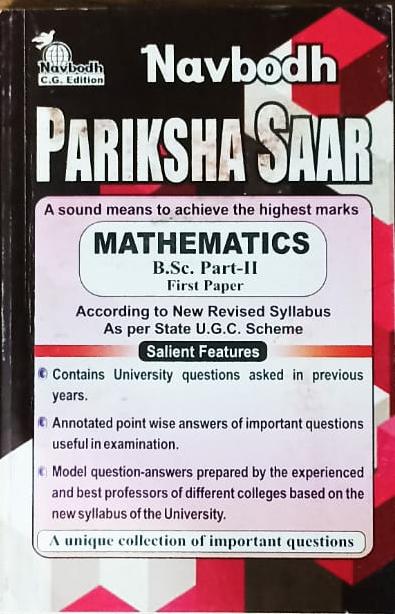 Navbodh
C.G. Edition
Navbodh
PARIKSHA SAAR
A sound means to achieve the highest marks
MATHEMATICS
B.Sc. Part-II
First Paper
According to New Revised Syllabus
As per State U.G.C. Scheme
Salient Features
Contains University questions asked in previous
years.
Annotated point wise answers of important questions
useful in examination.
Model question-answers prepared by the experienced
and best professors of different colleges based on the
new syllabus of the University.
A unique collection of important questions